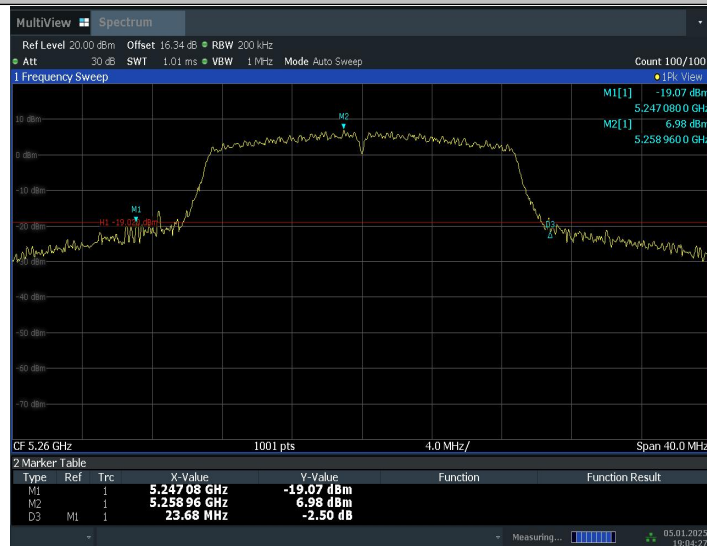 MultiView Spectrum
Ref Level 20.00 dBm Offset 16.34 dB RBW 200 kHz
Att 30 dB SWT 1.01 ms VBW 1 MHz Mode Auto Sweep Count 100/100
1 Frequency Sweep 1Pk View
M1[1] -19.07 dBm
5.247 080 0 GHz
M2[1] 6.98 dBm
5.258 960 0 GHz
M2
10 dBm
0 dBm
-10 dBm
M1
H1 -19.020 dBm
-20 dBm
D3
-30 dBm
-40 dBm
-50 dBm
-60 dBm
-70 dBm
CF 5.26 GHz 1001 pts 4.0 MHz/ Span 40.0 MHz
2 Marker Table
Type Ref Trc X-Value Y-Value Function Function Result
M1 1 5.247 08 GHz -19.07 dBm
M2 1 5.258 96 GHz 6.98 dBm
D3 M1 1 23.68 MHz -2.50 dB
Measuring... 05.01.2025
19:04:27